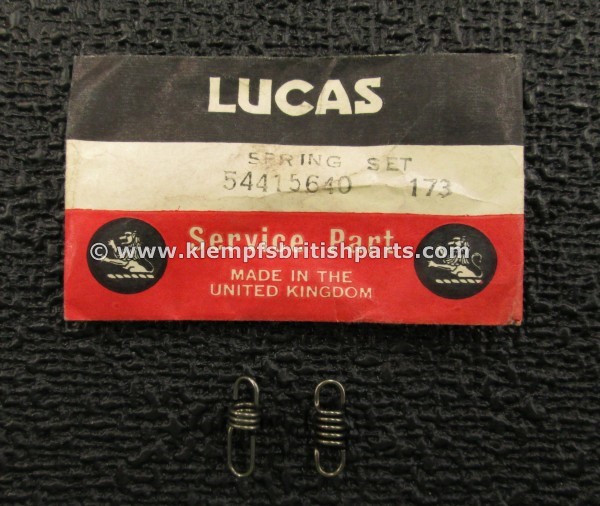 LUCAS
SPRING SET
54415640 173
Service Part
© www.klempfsbritishparts.com ©
MADE IN THE
UNITED KINGDOM